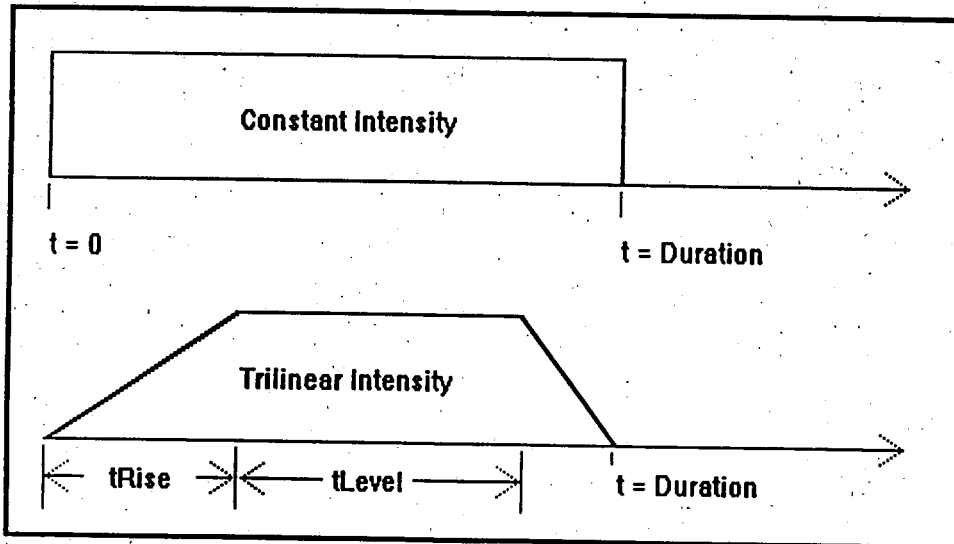 Constant Intensity
t = 0
t = Duration
Trilinear Intensity
tRise
tLevel
t = Duration